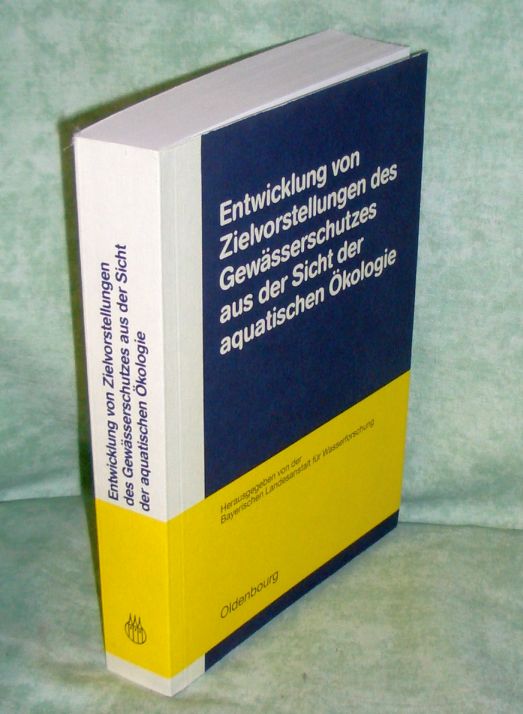 Entwicklung von
Zielvorstellungen des
Gewässerschutzes
aus der Sicht der
aquatischen Ökologie
Herausgegeben von der
Bayerischen Landesanstalt für Wasserforschung
Oldenbourg
Entwicklung von Zielvorstellungen
des Gewässerschutzes aus der Sicht
der aquatischen Ökologie